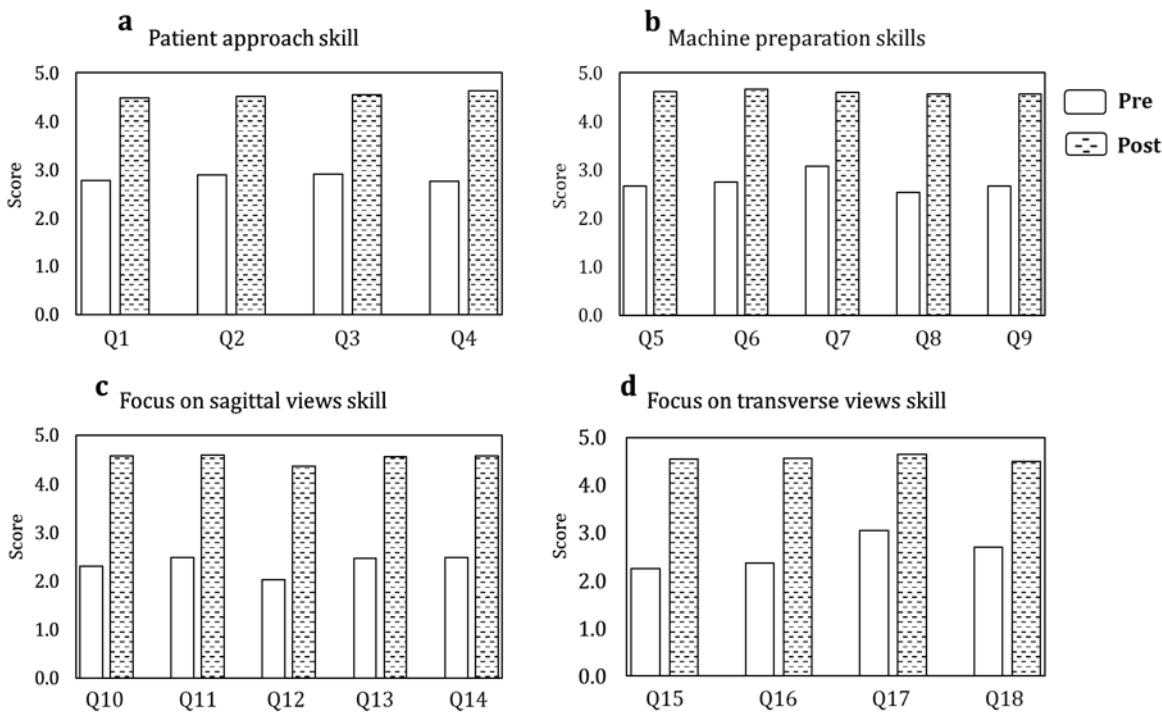 a Patient approach skill
5.0
4.0
3.0
2.0
1.0
0.0
Score
Q1 Q2 Q3 Q4
b Machine preparation skills
5.0
4.0
3.0
2.0
1.0
0.0
Score
Q5 Q6 Q7 Q8 Q9
Pre
Post
c Focus on sagittal views skill
5.0
4.0
3.0
2.0
1.0
0.0
Score
Q10 Q11 Q12 Q13 Q14
d Focus on transverse views skill
5.0
4.0
3.0
2.0
1.0
0.0
Score
Q15 Q16 Q17 Q18